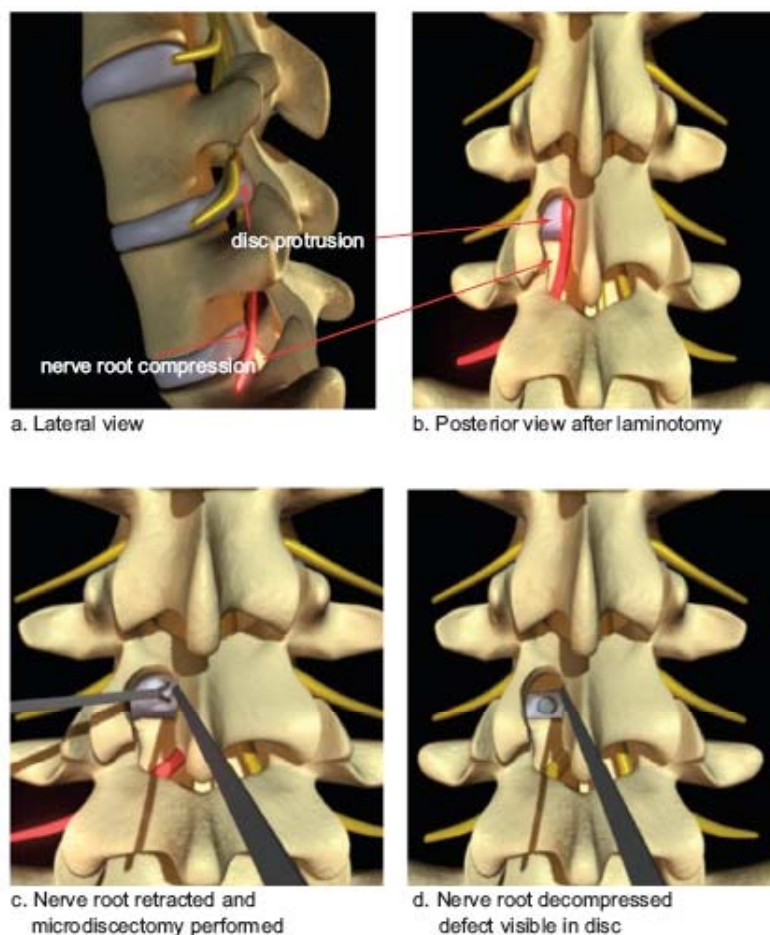 disc protrusion
nerve root compression
a. Lateral view
b. Posterior view after laminotomy
c. Nerve root retracted and
microdiscectomy performed
d. Nerve root decompressed
defect visible in disc